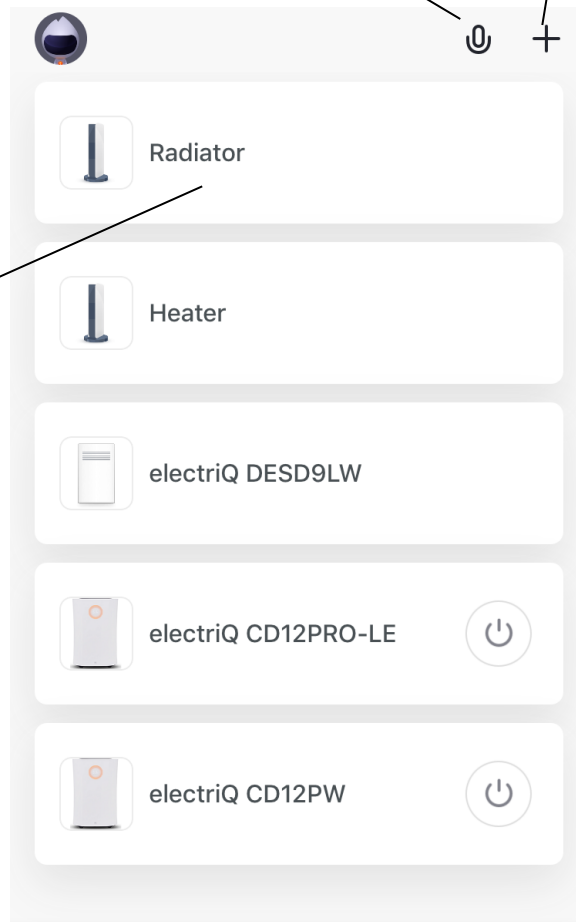 Radiator
Heater
electriQ DESD9LW
electriQ CD12PRO-LE
electriQ CD12PW